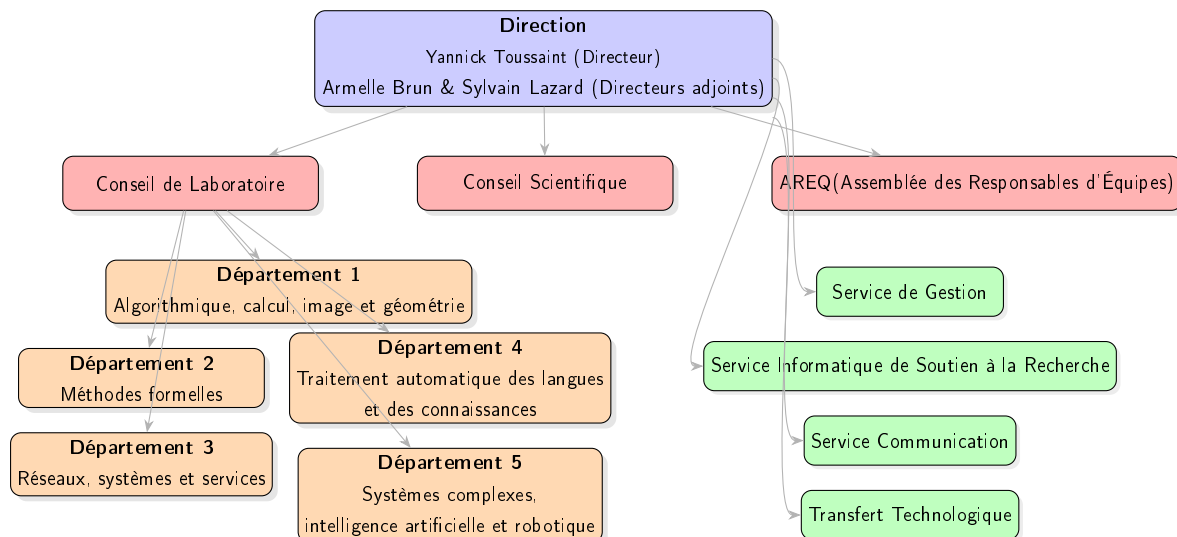 Direction
Yannick Toussaint (Directeur)
Armelle Brun & Sylvain Lazard (Directeurs adjoints)
Conseil de Laboratoire
Conseil Scientifique
AREQ(Assemblée des Responsables d'Équipes)
Département 1
Algorithmique, calcul, image et géométrie
Département 2
Méthodes formelles
Département 3
Réseaux, systèmes et services
Département 4
Traitement automatique des langues
et des connaissances
Département 5
Systèmes complexes,
intelligence artificielle et robotique
Service de Gestion
Service Informatique de Soutien à la Recherche
Service Communication
Transfert Technologique